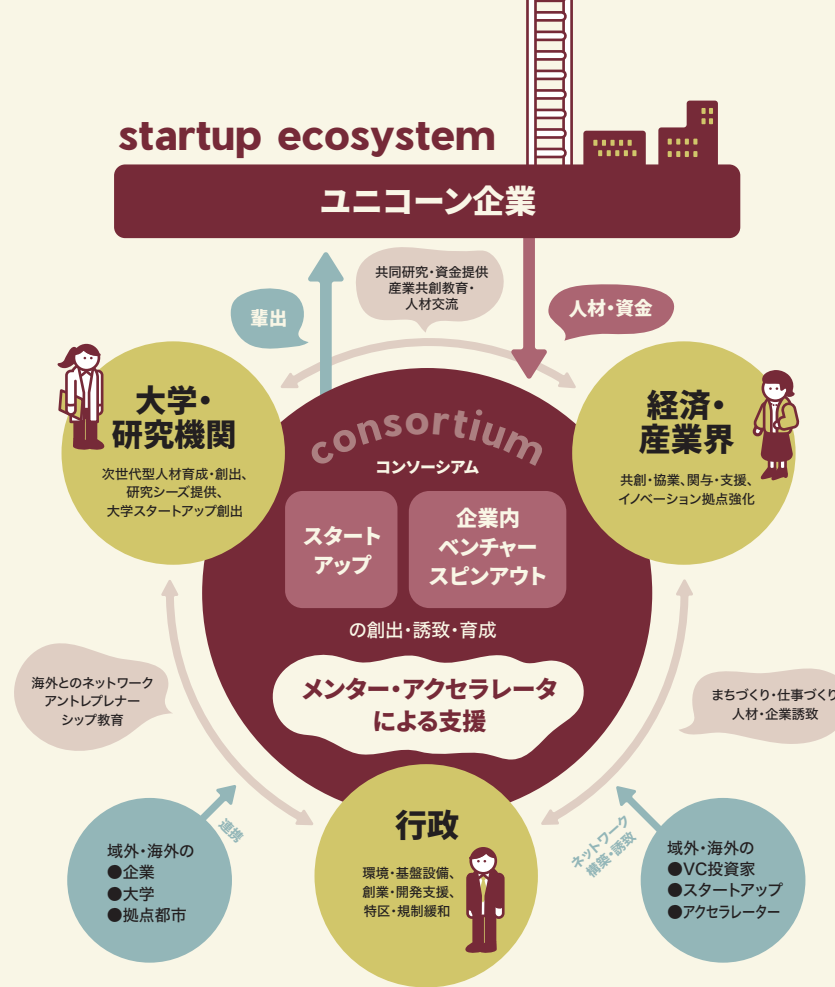 startup ecosystem
ユニコーン企業
輩出
共同研究・資金提供
産業共創教育・
人材交流
人材・資金
大学・
研究機関
次世代型人材育成・創出、
研究シーズ提供、
大学スタートアップ創出
経済・
産業界
共創・協業、関与・支援、
イノベーション拠点強化
consortium
コンソーシアム
スタート
アップ
企業内
ベンチャー
スピンアウト
の創出・誘致・育成
メンター・アクセラレータ
による支援
海外とのネットワーク
アントレプレナー
シップ教育
まちづくり・仕事づくり
人材・企業誘致
行政
環境・基盤設備、
創業・開発支援、
特区・規制緩和
連携
域外・海外の
●企業
●大学
●拠点都市
ネットワーク
構築・誘致
域外・海外の
●VC投資家
●スタートアップ
●アクセラレーター